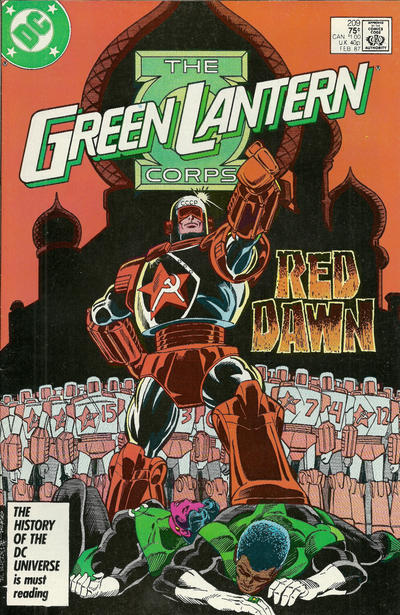 DC
209
75¢
CAN. $1.00
U.K. 40p
FEB. 87
APPROVED
BY THE
COMICS CODE
AUTHORITY
THE
GREEN LANTERN
CORPS
CCCP
RED
DAWN
15
3
7
4
12
THE
HISTORY
OF THE
DC
UNIVERSE
is must
reading